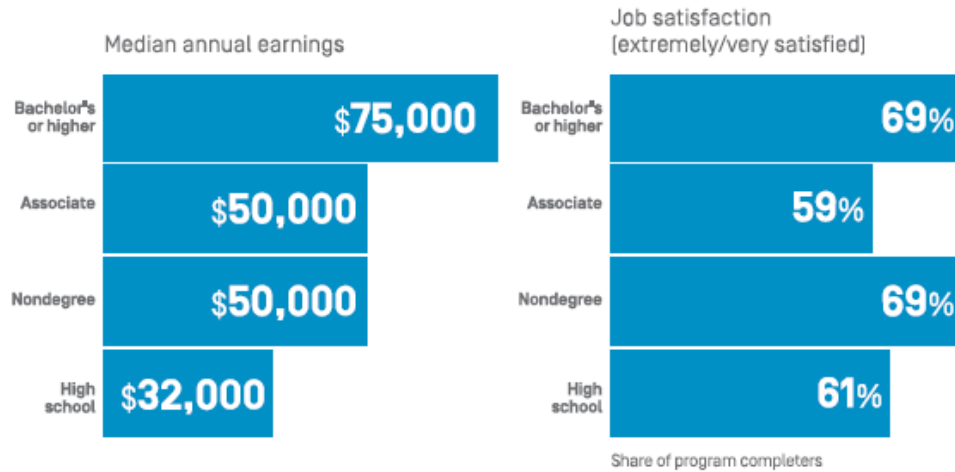 Median annual earnings
Bachelor's
or higher
$75,000
Associate
$50,000
Nondegree
$50,000
High
school
$32,000
Job satisfaction
(extremely/very satisfied)
Bachelor's
or higher
69%
Associate
59%
Nondegree
69%
High
school
61%
Share of program completers